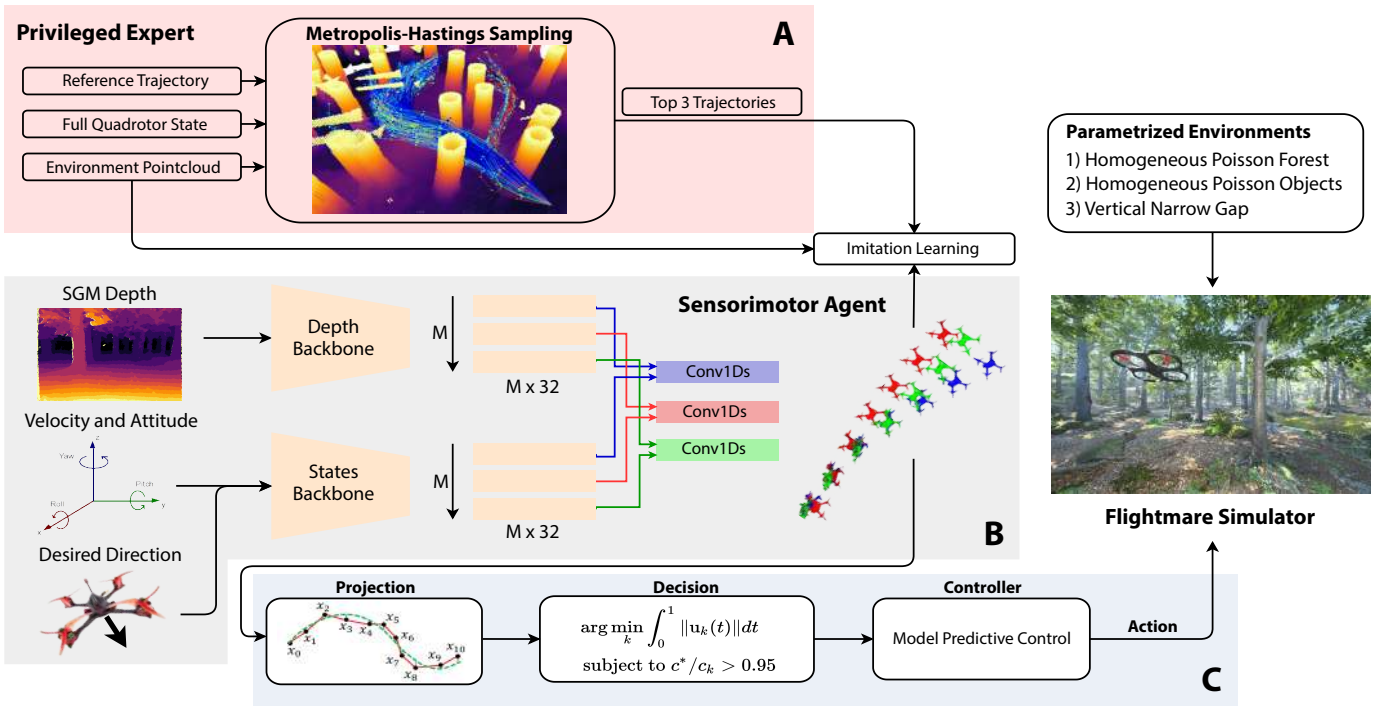 Privileged Expert
A
Metropolis-Hastings Sampling
Reference Trajectory
Full Quadrotor State
Environment Pointcloud
Top 3 Trajectories
Imitation Learning
Parametrized Environments
1) Homogeneous Poisson Forest
2) Homogeneous Poisson Objects
3) Vertical Narrow Gap
Flightmare Simulator
Sensorimotor Agent
B
SGM Depth
Depth
Backbone
M
M x 32
Conv1Ds
Conv1Ds
Conv1Ds
Velocity and Attitude
z
Yaw
Pitch
y
Roll
x
States
Backbone
M
M x 32
Desired Direction
Projection
x₀
x₁
x₂
x₃
x₄
x₅
x₆
x₇
x₈
x₉
x₁₀
Decision
arg min_k ∫₀¹ ‖u_k(t)‖dt
subject to c*/c_k > 0.95
Controller
Model Predictive Control
Action
C